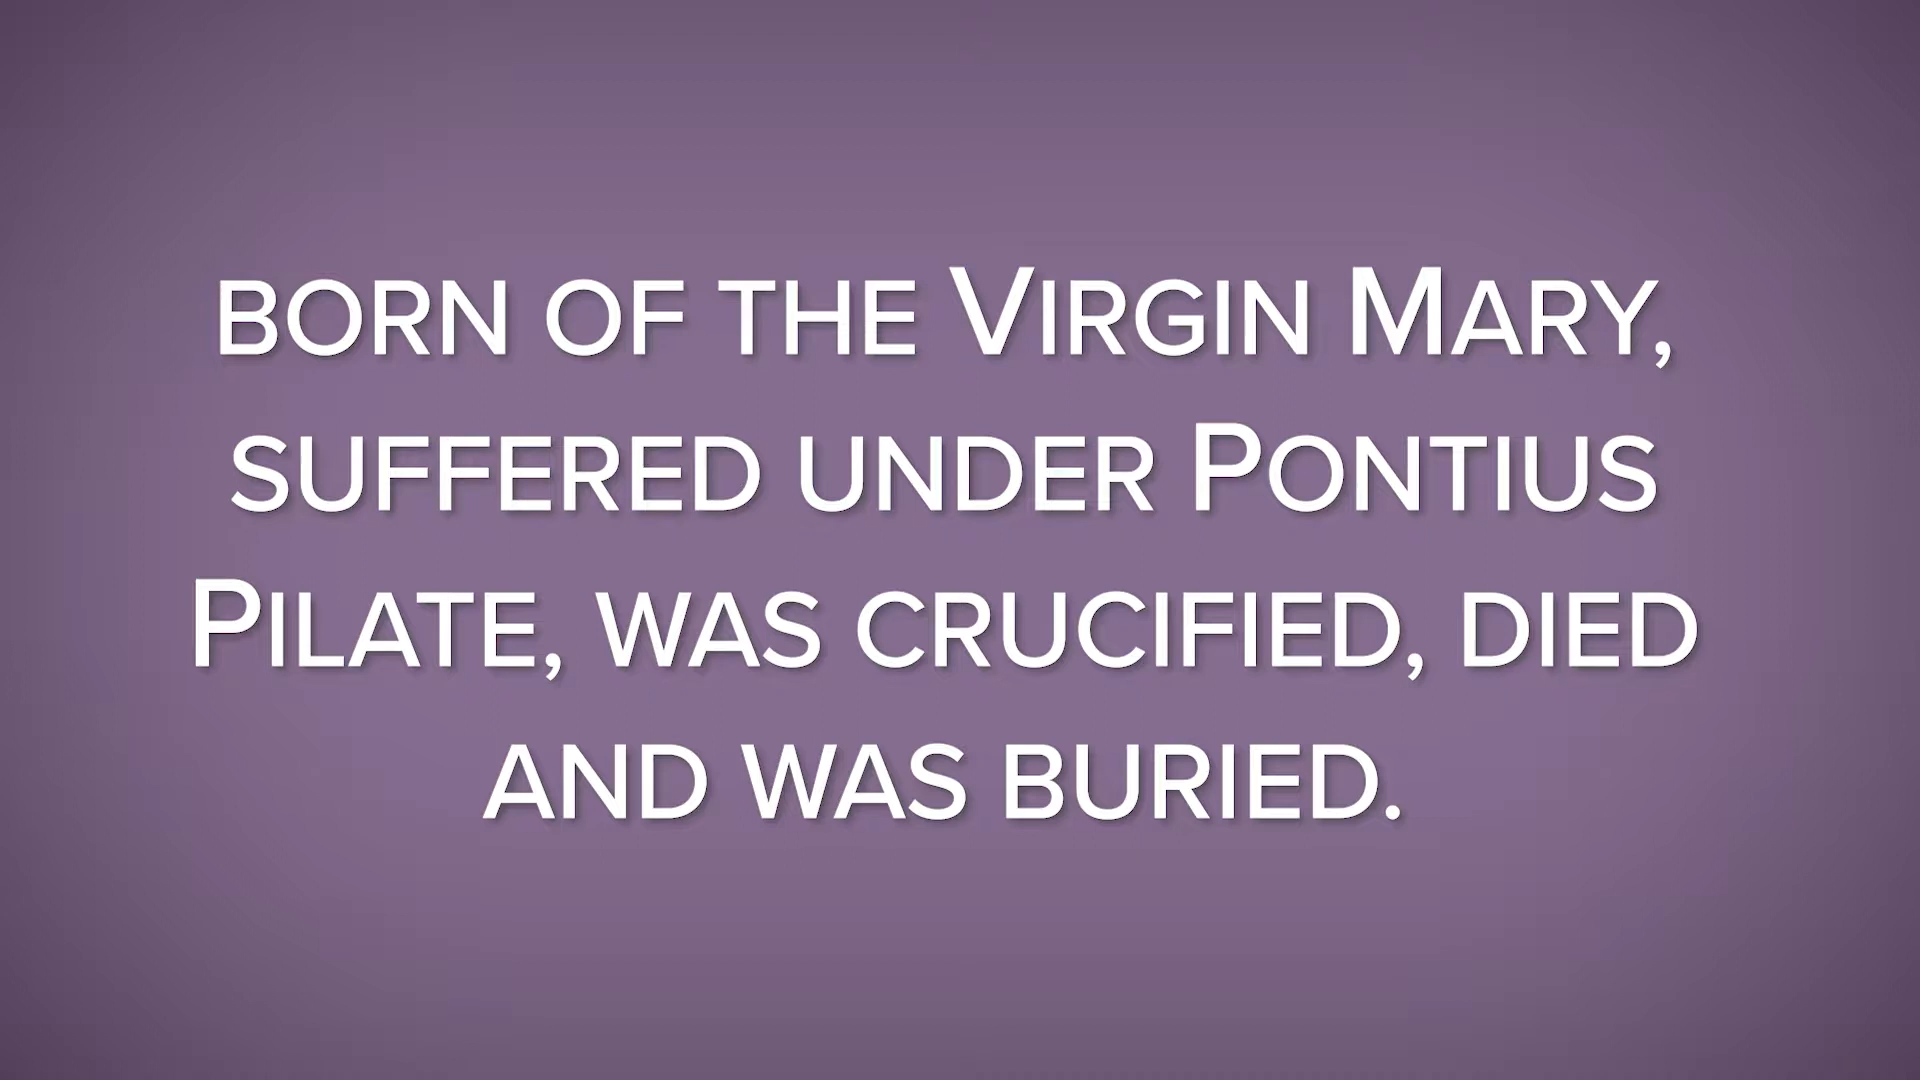 born of the Virgin Mary,
suffered under Pontius
Pilate, was crucified, died
and was buried.